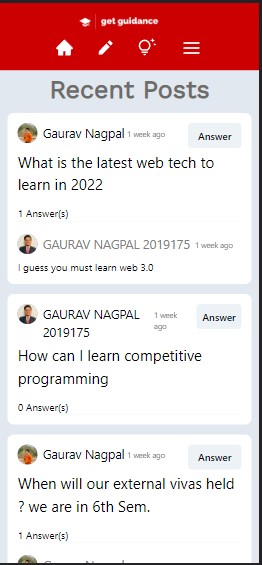 get guidance
Recent Posts
Gaurav Nagpal 1 week ago Answer
What is the latest web tech to
learn in 2022
1 Answer(s)
GAURAV NAGPAL 2019175 1 week ago
I guess you must learn web 3.0
GAURAV NAGPAL 1 week Answer
2019175 ago
How can I learn competitive
programming
0 Answer(s)
Gaurav Nagpal 1 week ago Answer
When will our external vivas held
? we are in 6th Sem.
1 Answer(s)